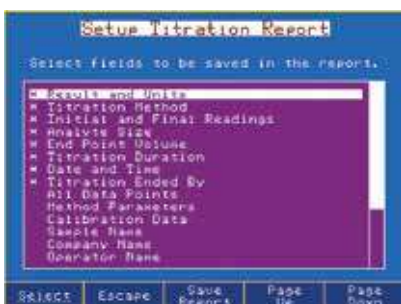 Setup Titration Report
Select fields to be saved in the report.
* Result and Units
* Titration Method
* Initial and Final Readings
* Analyte Size
* End Point Volume
* Titration Duration
* Date and Time
* Titration Ended By
All Data Points
Method Parameters
Calibration Data
Sample Name
Company Name
Operator Name
Select Escape Save Report Page Up Page Down